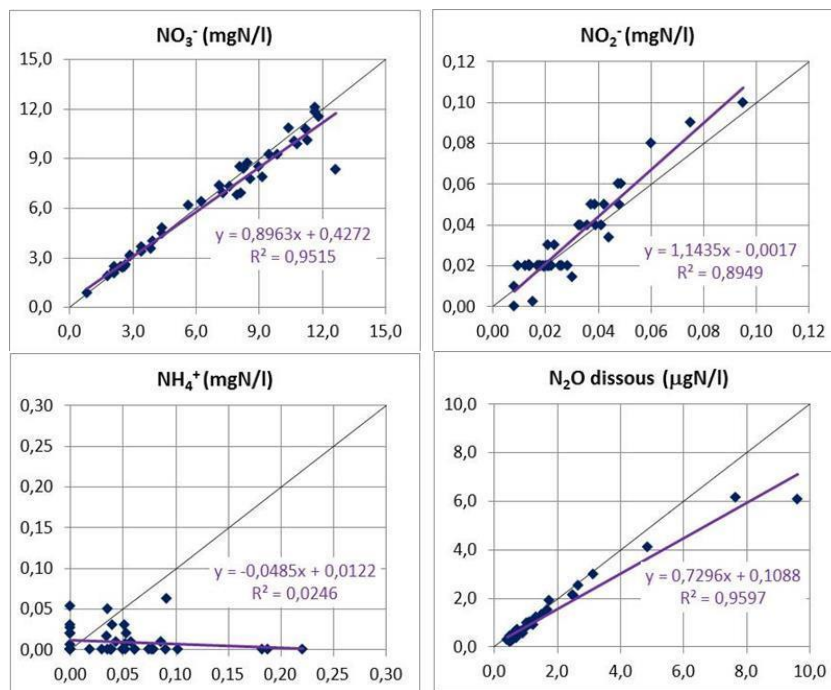 NO₃⁻ (mgN/l)
15,0
12,0
9,0
6,0
3,0
0,0
y = 0,8963x + 0,4272
R² = 0,9515
0,0 3,0 6,0 9,0 12,0 15,0
NO₂⁻ (mgN/l)
0,12
0,10
0,08
0,06
0,04
0,02
0,00
y = 1,1435x - 0,0017
R² = 0,8949
0,00 0,02 0,04 0,06 0,08 0,10 0,12
NH₄⁺ (mgN/l)
0,30
0,25
0,20
0,15
0,10
0,05
0,00
y = -0,0485x + 0,0122
R² = 0,0246
0,00 0,05 0,10 0,15 0,20 0,25 0,30
N₂O dissous (µgN/l)
10,0
8,0
6,0
4,0
2,0
0,0
y = 0,7296x + 0,1088
R² = 0,9597
0,0 2,0 4,0 6,0 8,0 10,0